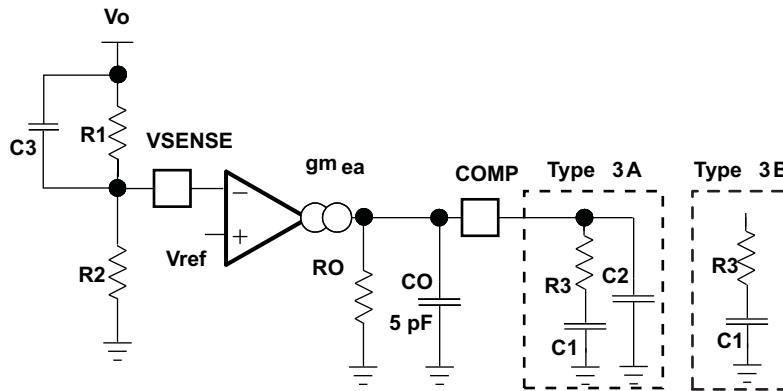 Vo
C3
R1
VSENSE
gm ea
COMP
Type 3A
Type 3B
Vref
R2
RO
CO
5 pF
R3
C2
C1
R3
C1